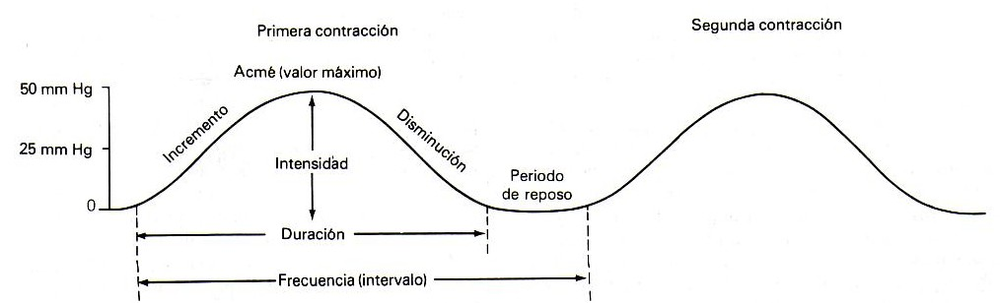 Primera contracción
Segunda contracción
Acmé (valor máximo)
50 mm Hg
Incremento
Disminución
25 mm Hg
Intensidad
Periodo
de reposo
0
Duración
Frecuencia (intervalo)